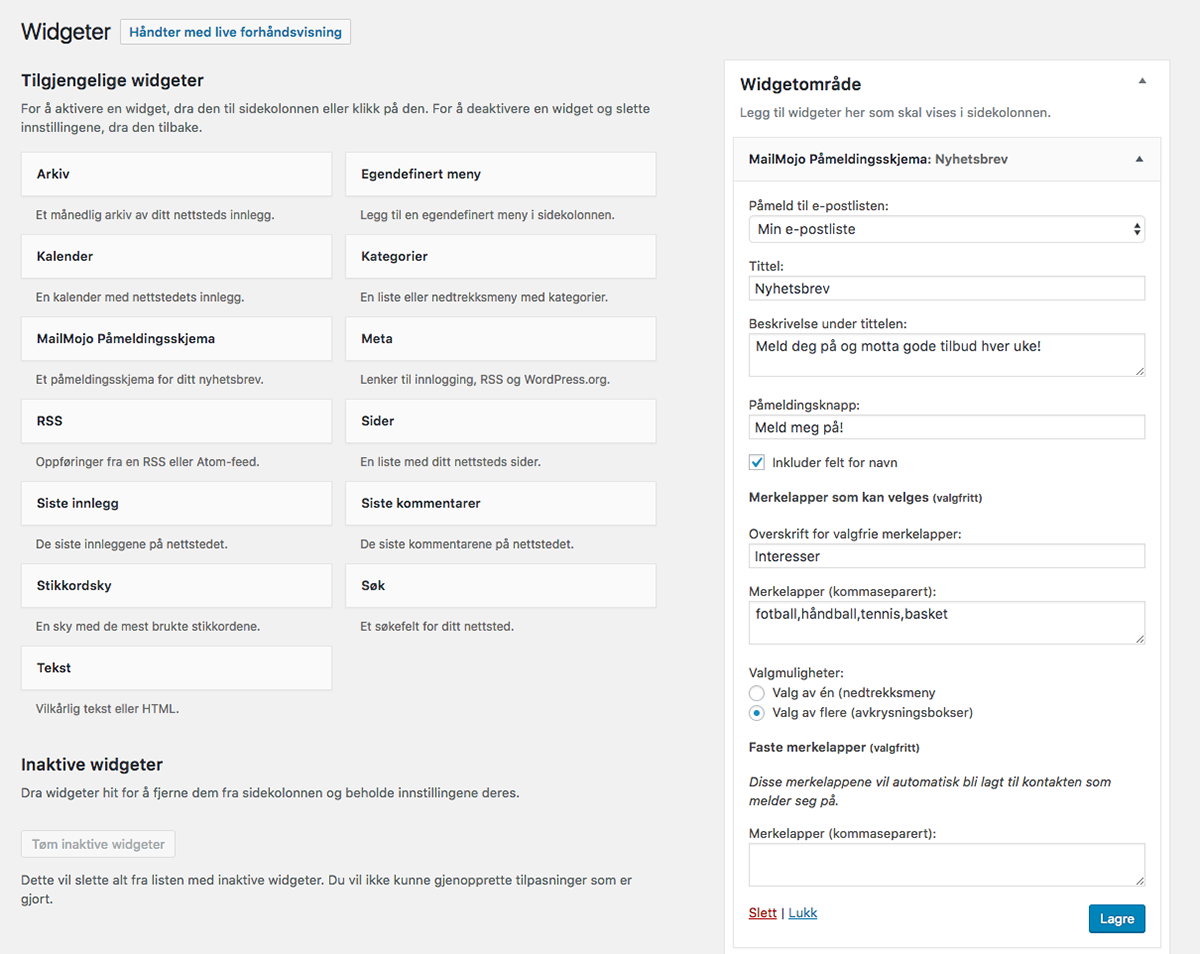 Widgeter
Håndter med live forhåndsvisning
Tilgjengelige widgeter
For å aktivere en widget, dra den til sidekolonnen eller klikk på den. For å deaktivere en widget og slette
innstillingene, dra den tilbake.
Arkiv
Et månedlig arkiv av ditt nettsteds innlegg.
Egendefinert meny
Legg til en egendefinert meny i sidekolonnen.
Kalender
En kalender med nettstedets innlegg.
Kategorier
En liste eller nedtrekksmeny med kategorier.
MailMojo Påmeldingsskjema
Et påmeldingsskjema for ditt nyhetsbrev.
Meta
Lenker til innlogging, RSS og WordPress.org.
RSS
Oppføringer fra en RSS eller Atom-feed.
Sider
En liste med ditt nettsteds sider.
Siste innlegg
De siste innleggene på nettstedet.
Siste kommentarer
De siste kommentarene på nettstedet.
Stikkordsky
En sky med de mest brukte stikkordene.
Søk
Et søkefelt for ditt nettsted.
Tekst
Vilkårlig tekst eller HTML.
Inaktive widgeter
Dra widgeter hit for å fjerne dem fra sidekolonnen og beholde innstillingene deres.
Tøm inaktive widgeter
Dette vil slette alt fra listen med inaktive widgeter. Du vil ikke kunne gjenopprette tilpasninger som er
gjort.
Widgetområde
Legg til widgeter her som skal vises i sidekolonnen.
MailMojo Påmeldingsskjema: Nyhetsbrev
Påmeld til e-postlisten:
Min e-postliste
Tittel:
Nyhetsbrev
Beskrivelse under tittelen:
Meld deg på og motta gode tilbud hver uke!
Påmeldingsknapp:
Meld meg på!
Inkluder felt for navn
Merkelapper som kan velges (valgfritt)
Overskrift for valgfrie merkelapper:
Interesser
Merkelapper (kommaseparert):
fotball,håndball,tennis,basket
Valgmuligheter:
Valg av én (nedtrekksmeny
Valg av flere (avkrysningsbokser)
Faste merkelapper (valgfritt)
Disse merkelappene vil automatisk bli lagt til kontakten som
melder seg på.
Merkelapper (kommaseparert):
Slett | Lukk
Lagre